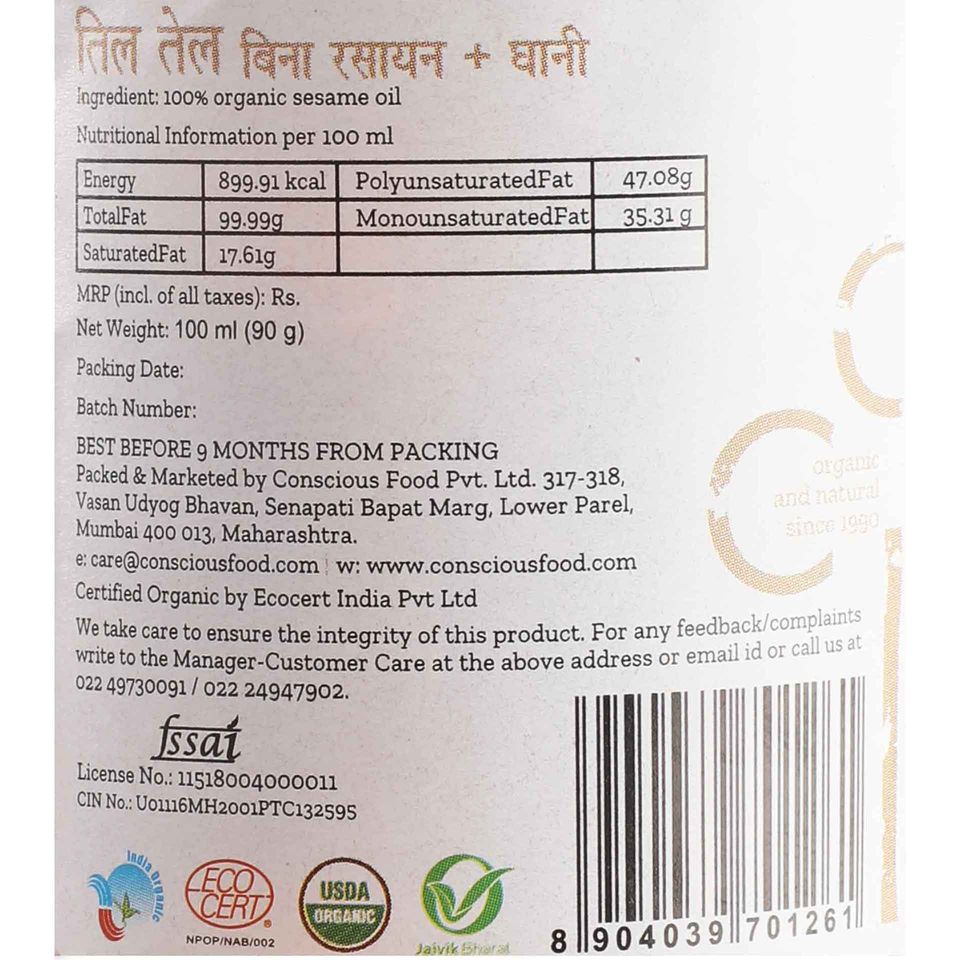 तिल तेल बिना रसायन + घानी
Ingredient: 100% organic sesame oil
Nutritional Information per 100 ml
Energy 899.91 kcal PolyunsaturatedFat 47.08g
TotalFat 99.99g MonounsaturatedFat 35.31 g
SaturatedFat 17.61g
MRP (incl. of all taxes): Rs.
Net Weight: 100 ml (90 g)
Packing Date:
Batch Number:
BEST BEFORE 9 MONTHS FROM PACKING
Packed & Marketed by Conscious Food Pvt. Ltd. 317-318,
Vasan Udyog Bhavan, Senapati Bapat Marg, Lower Parel,
Mumbai 400 013, Maharashtra.
e: care@consciousfood.com | w: www.consciousfood.com
Certified Organic by Ecocert India Pvt Ltd
We take care to ensure the integrity of this product. For any feedback/complaints
write to the Manager-Customer Care at the above address or email id or call us at
022 49730091 / 022 24947902.
organic
and natural
since 1990
fssai
License No.: 11518004000011
CIN No.: U01116MH2001PTC132595
India Organic
ECO
CERT
®
NPOP/NAB/002
USDA
ORGANIC
Jaivik Bharat
8 904039 701261